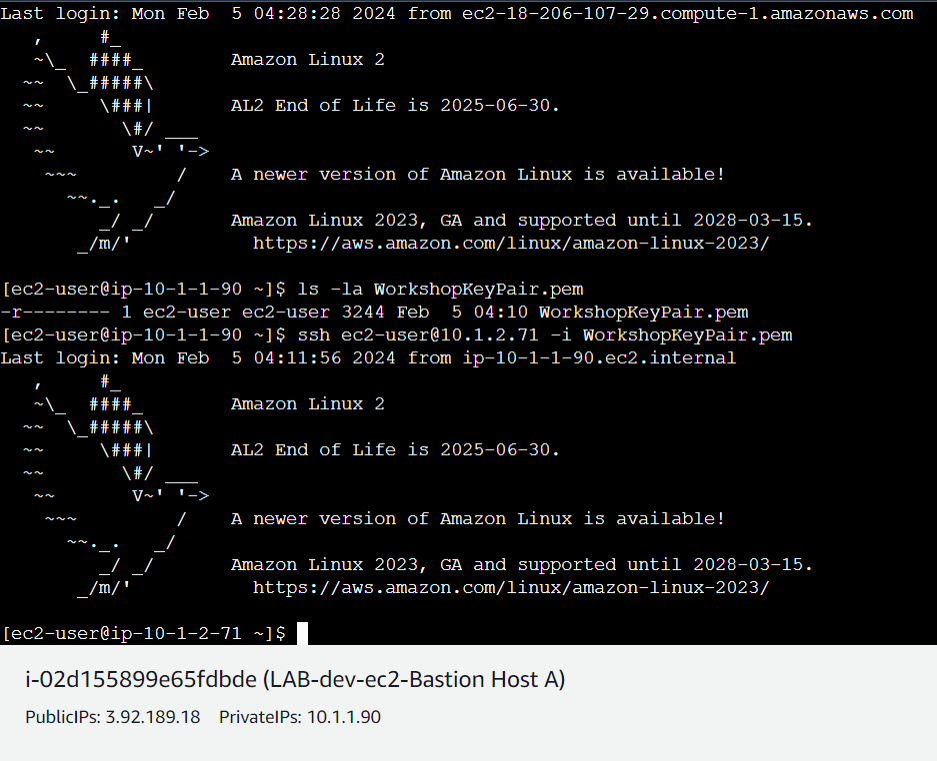 Last login: Mon Feb  5 04:28:28 2024 from ec2-18-206-107-29.compute-1.amazonaws.com
   ,     #_
   ~\_  ####_        Amazon Linux 2
  ~~  \_#####\
  ~~     \###|       AL2 End of Life is 2025-06-30.
  ~~       \#/ ___
   ~~       V~' '->
    ~~~         /    A newer version of Amazon Linux is available!
      ~~._.   _/
         _/ _/       Amazon Linux 2023, GA and supported until 2028-03-15.
       _/m/'           https://aws.amazon.com/linux/amazon-linux-2023/
[ec2-user@ip-10-1-1-90 ~]$ ls -la WorkshopKeyPair.pem
-r-------- 1 ec2-user ec2-user 3244 Feb  5 04:10 WorkshopKeyPair.pem
[ec2-user@ip-10-1-1-90 ~]$ ssh ec2-user@10.1.2.71 -i WorkshopKeyPair.pem
Last login: Mon Feb  5 04:11:56 2024 from ip-10-1-1-90.ec2.internal
   ,     #_
   ~\_  ####_        Amazon Linux 2
  ~~  \_#####\
  ~~     \###|       AL2 End of Life is 2025-06-30.
  ~~       \#/ ___
   ~~       V~' '->
    ~~~         /    A newer version of Amazon Linux is available!
      ~~._.   _/
         _/ _/       Amazon Linux 2023, GA and supported until 2028-03-15.
       _/m/'           https://aws.amazon.com/linux/amazon-linux-2023/
[ec2-user@ip-10-1-2-71 ~]$
i-02d155899e65fdbde (LAB-dev-ec2-Bastion Host A)
PublicIPs: 3.92.189.18    PrivateIPs: 10.1.1.90